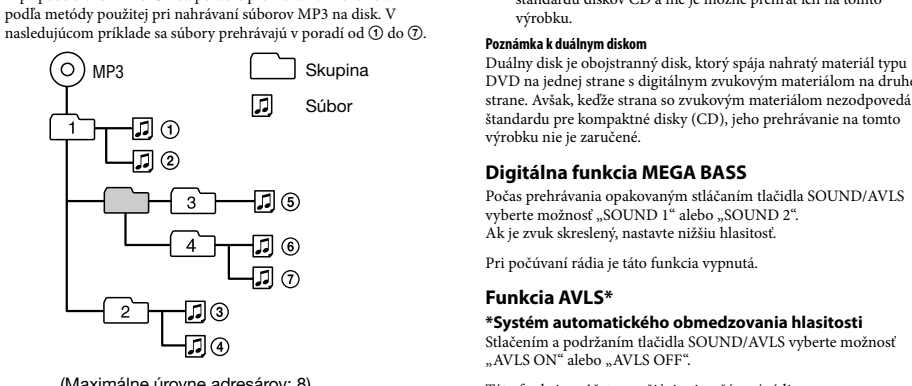 podľa metódy použitej pri nahrávaní súborov MP3 na disk. V
nasledujúcom príklade sa súbory prehrávajú v poradí od ① do ⑦.
MP3
Skupina
Súbor
1
①
②
3
⑤
4
⑥
⑦
2
③
④
(Maximálne úrovne adresárov: 8)
štandardu diskov CD a nie je možné prehrať ich na tomto
výrobku.
Poznámka k duálnym diskom
Duálny disk je obojstranný disk, ktorý spája nahratý materiál typu
DVD na jednej strane s digitálnym zvukovým materiálom na druhe
strane. Avšak, keďže strana so zvukovým materiálom nezodpovedá
štandardu pre kompaktné disky (CD), jeho prehrávanie na tomto
výrobku nie je zaručené.
Digitálna funkcia MEGA BASS
Počas prehrávania opakovaným stláčaním tlačidla SOUND/AVLS
vyberte možnosť „SOUND 1“ alebo „SOUND 2“.
Ak je zvuk skreslený, nastavte nižšiu hlasitosť.
Pri počúvaní rádia je táto funkcia vypnutá.
Funkcia AVLS*
*Systém automatického obmedzovania hlasitosti
Stlačením a podržaním tlačidla SOUND/AVLS vyberte možnosť
„AVLS ON“ alebo „AVLS OFF“.